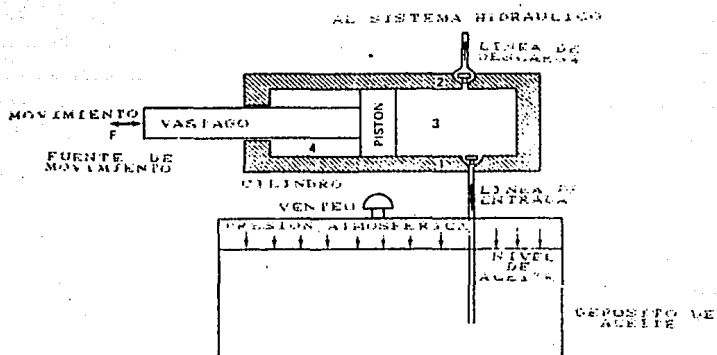 AL SISTEMA HIDRAULICO
LINEA DE
DESCARGA
2
MOVIMIENTO
F
VASTAGO
PISTON
3
4
1
FUENTE DE
MOVIMIENTO
CILINDRO
LINEA DE
ENTRADA
VENTEO
PRESION ATMOSFERICA
NIVEL
DE
ACEITE
DEPOSITO DE
ACEITE